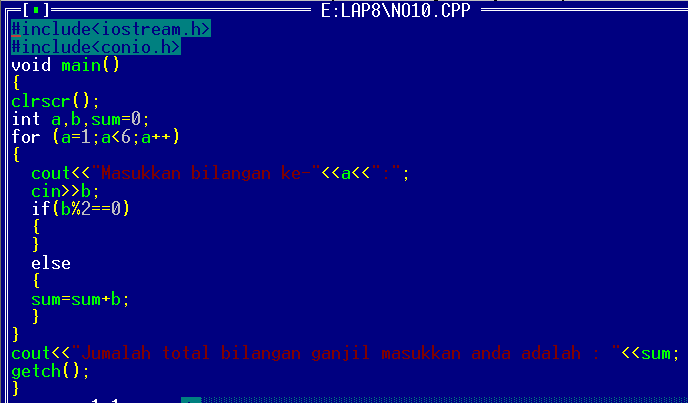 [▪] E:LAP8\NO10.CPP
#include<iostream.h>
#include<conio.h>
void main()
{
clrscr();
int a,b,sum=0;
for (a=1;a<6;a++)
{
  cout<<"Masukkan bilangan ke-"<<a<<":";
  cin>>b;
  if(b%2==0)
  {
  }
  else
  {
  sum=sum+b;
  }
}
cout<<"Jumalah total bilangan ganjil masukkan anda adalah : "<<sum;
getch();
}